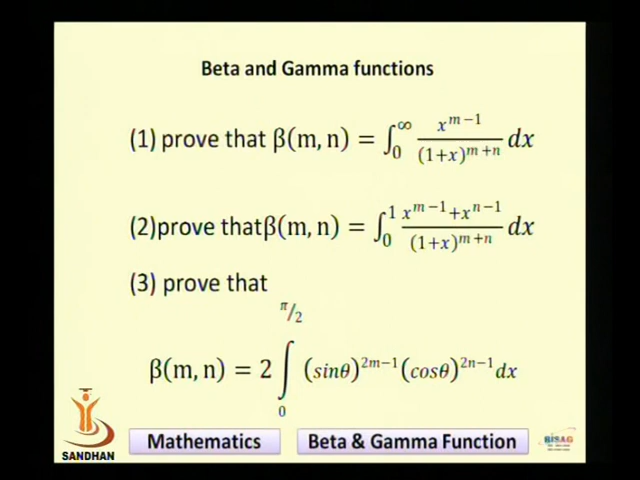 Beta and Gamma functions
(1) prove that β(m, n) = ∫₀^∞ x^{m−1}/(1+x)^{m+n} dx
(2)prove thatβ(m, n) = ∫₀¹ x^{m−1}+x^{n−1}/(1+x)^{m+n} dx
(3) prove that
β(m, n) = 2 ∫₀^{π/2} (sinθ)^{2m−1}(cosθ)^{2n−1}dx
Mathematics Beta & Gamma Function
SANDHAN
BISAG